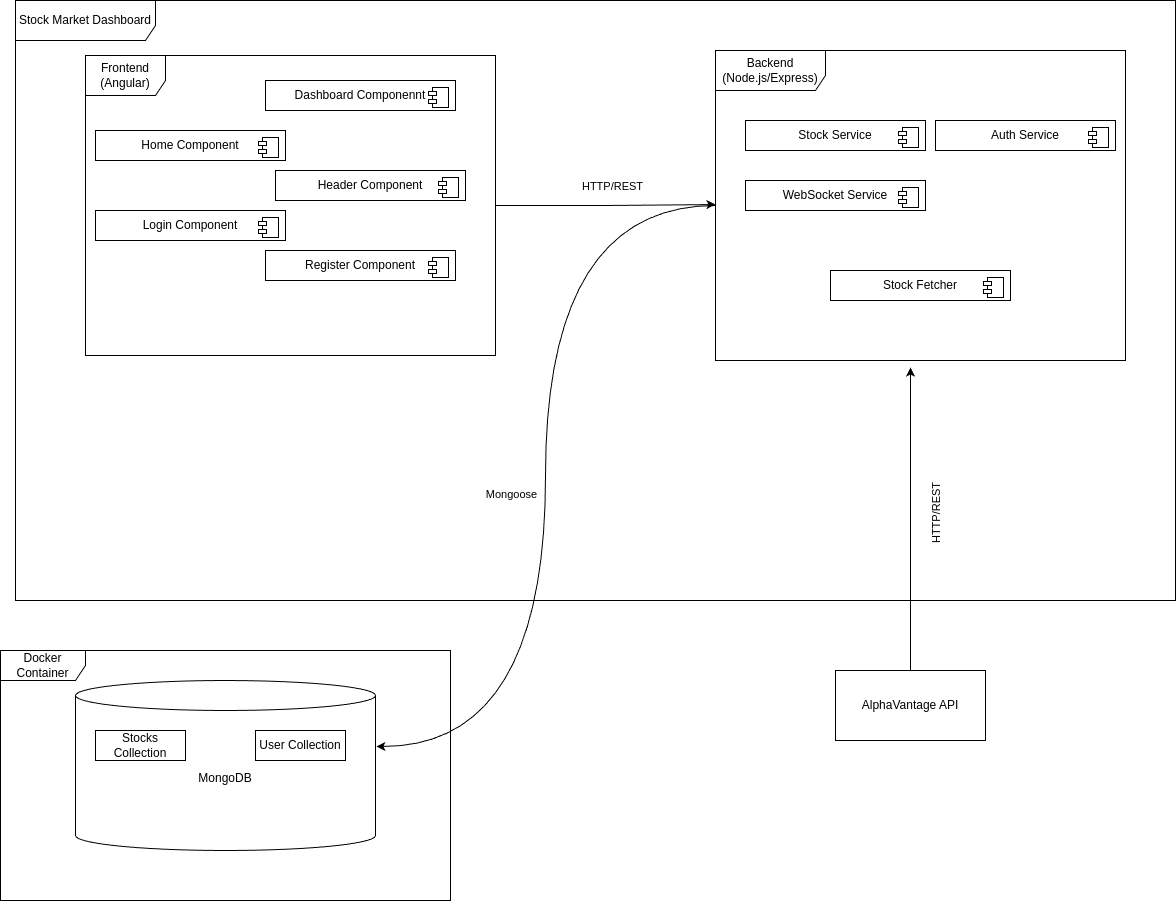 Stock Market Dashboard
Frontend
(Angular)
Dashboard Componennt
Home Component
Header Component
Login Component
Register Component
HTTP/REST
Backend
(Node.js/Express)
Stock Service
Auth Service
WebSocket Service
Stock Fetcher
Mongoose
HTTP/REST
Docker
Container
Stocks
Collection
User Collection
MongoDB
AlphaVantage API